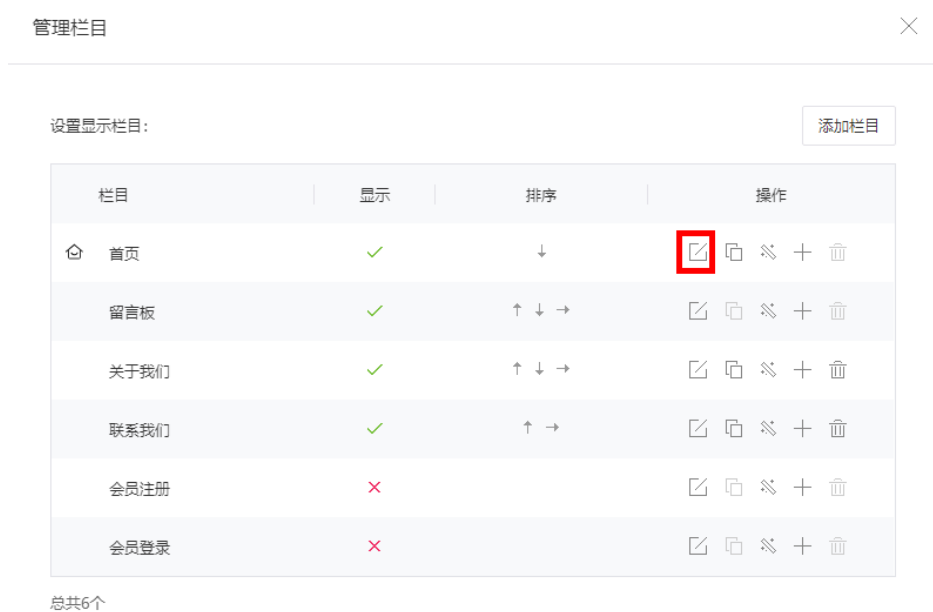 管理栏目
设置显示栏目：
添加栏目
栏目 显示 排序 操作
首页
留言板
关于我们
联系我们
会员注册
会员登录
总共6个